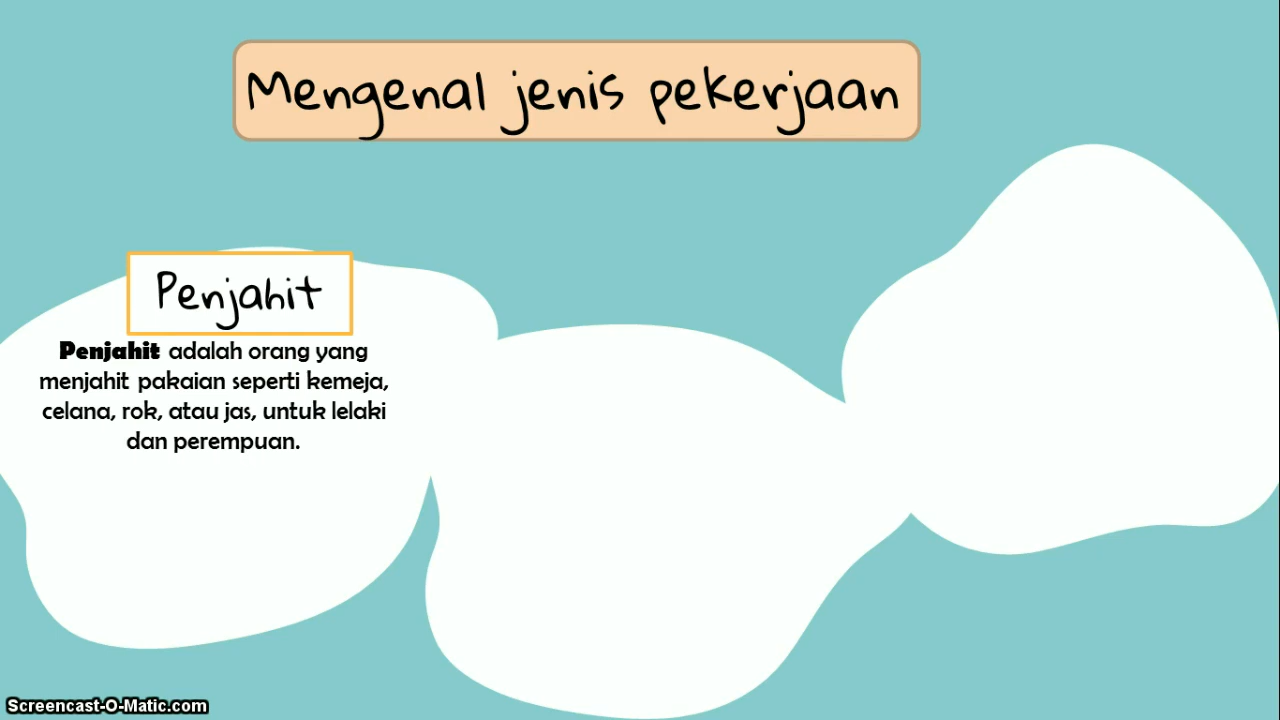 Mengenal jenis pekerjaan
Penjahit
Penjahit adalah orang yang
menjahit pakaian seperti kemeja,
celana, rok, atau jas, untuk lelaki
dan perempuan.
Screencast-O-Matic.com